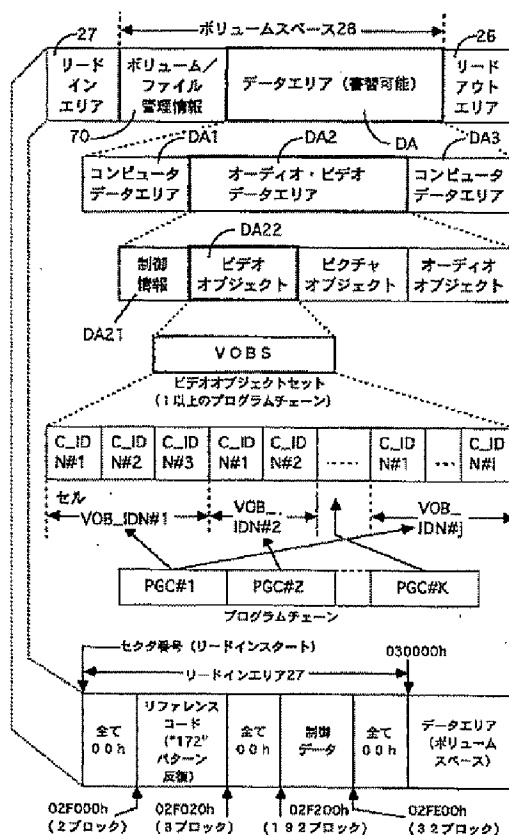 27
ボリュームスペース28
26
リード
イン
エリア
ボリューム/
ファイル
管理情報
データエリア(書替可能)
リード
アウト
エリア
70
DA1
DA2
DA
DA3
コンピュータ
データエリア
オーディオ・ビデオ
データエリア
コンピュータ
データエリア
DA22
制御
情報
ビデオ
オブジェクト
ピクチャ
オブジェクト
オーディオ
オブジェクト
DA21
VOBS
ビデオオブジェクトセット
(1以上のプログラムチェーン)
C_ID
N#1
C_ID
N#2
C_ID
N#3
C_ID
N#1
C_ID
N#2
......
C_ID
N#1
...
C_ID
N#i
セル
VOB_IDN#1
VOB_
IDN#2
VOB_
IDN#j
PGC#1
PGC#2
PGC#K
プログラムチェーン
セクタ番号(リードインスタート)
030000h
リードインエリア27
全て
00h
リファレンス
コード
("172"
パターン
反復)
全て
00h
制御
データ
全て
00h
データエリア
(ボリューム
スペース)
02F000h
(2ブロック)
02F020h
02F200h
(192ブロック)
02FE00h
(32ブロック)